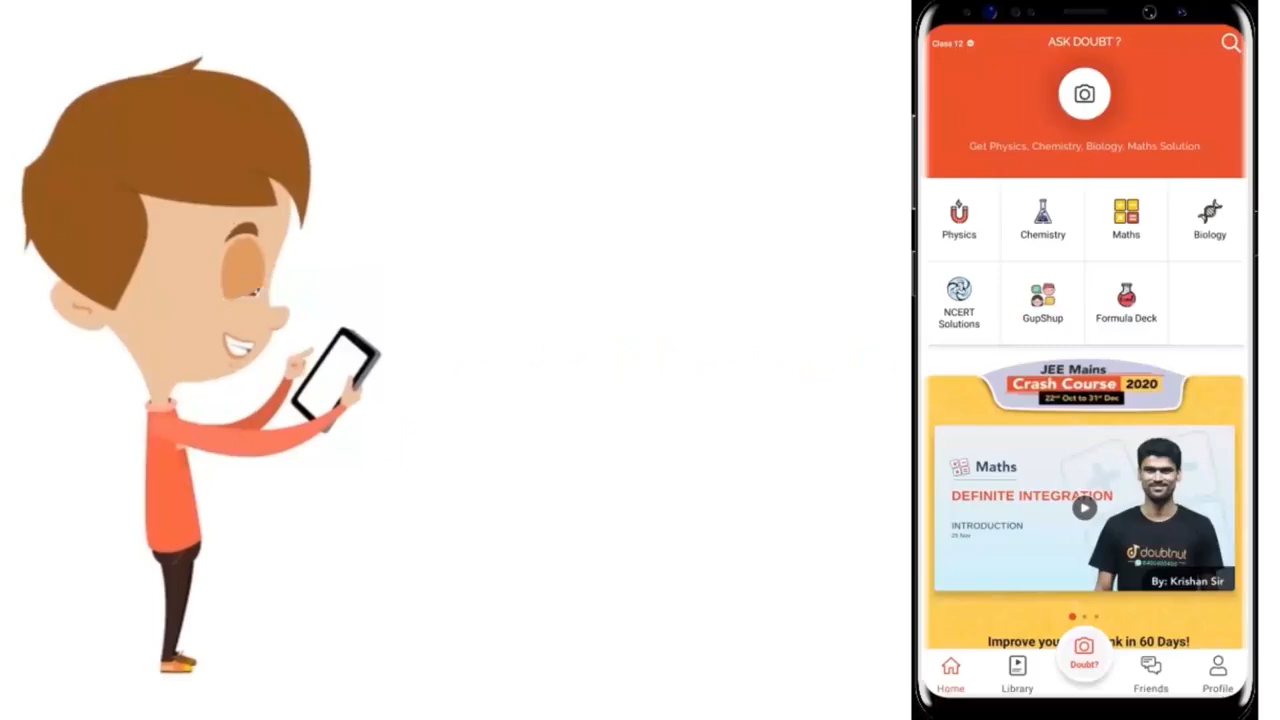 Class 12
ASK DOUBT ?
Get Physics, Chemistry, Biology, Maths Solution
Physics
Chemistry
Maths
Biology
NCERT
Solutions
GupShup
Formula Deck
JEE Mains
Crash Course 2020
22nd Oct to 31st Dec
Maths
DEFINITE INTEGRATION
INTRODUCTION
doubtnut
By: Krishan Sir
Improve you nk in 60 Days!
Doubt?
Home
Library
Friends
Profile